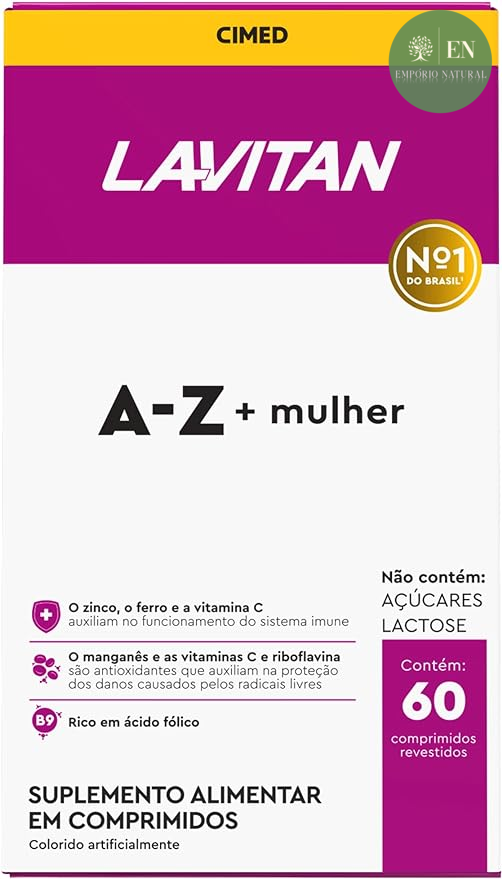 CIMED
EN
EMPÓRIO NATURAL
LAVITAN
Nº1
DO BRASIL¹
A-Z + mulher
Não contém:
AÇÚCARES
LACTOSE
O zinco, o ferro e a vitamina C
auxiliam no funcionamento do sistema imune
O manganês e as vitaminas C e riboflavina
são antioxidantes que auxiliam na proteção
dos danos causados pelos radicais livres
B9
Rico em ácido fólico
Contém:
60
comprimidos
revestidos
SUPLEMENTO ALIMENTAR
EM COMPRIMIDOS
Colorido artificialmente